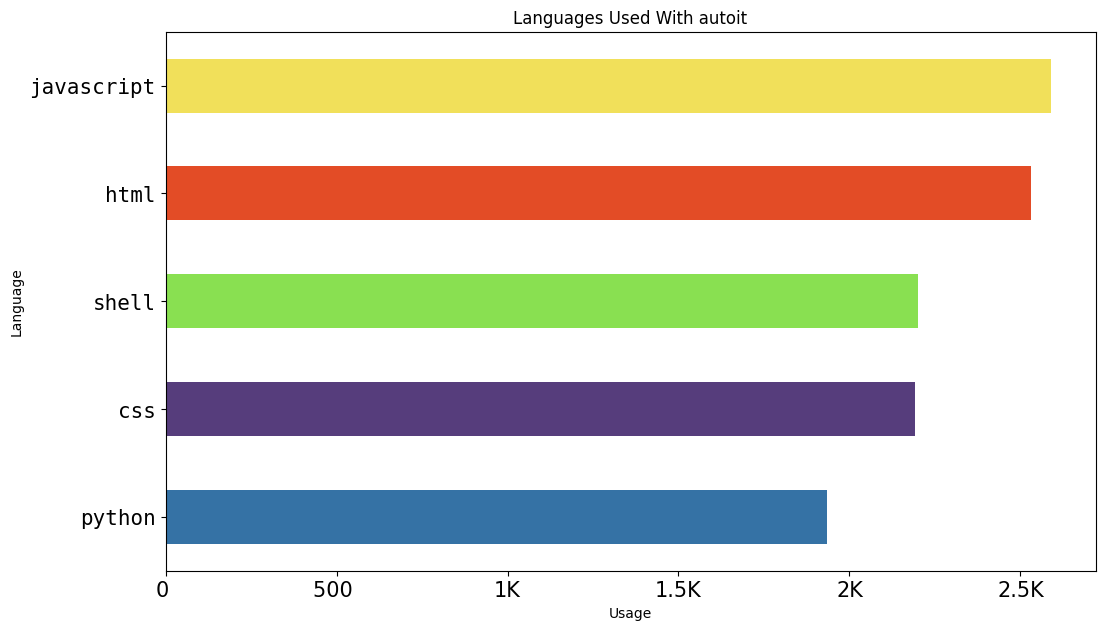 Languages Used With autoit
javascript
html
shell
css
python
Language
0 500 1K 1.5K 2K 2.5K
Usage